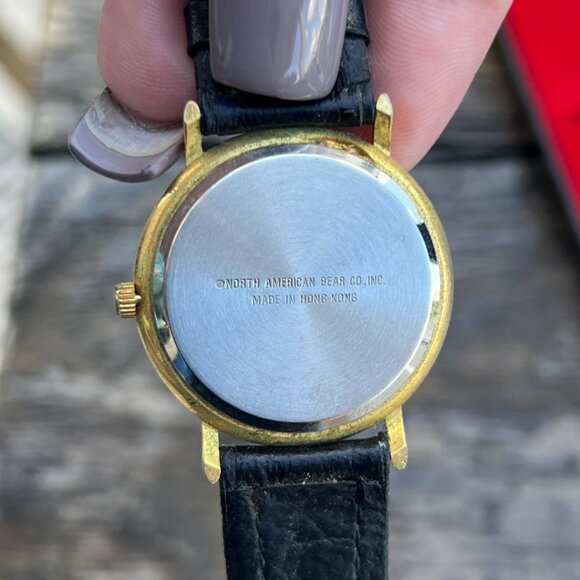 ©NORTH AMERICAN BEAR CO.,INC.
MADE IN HONG KONG